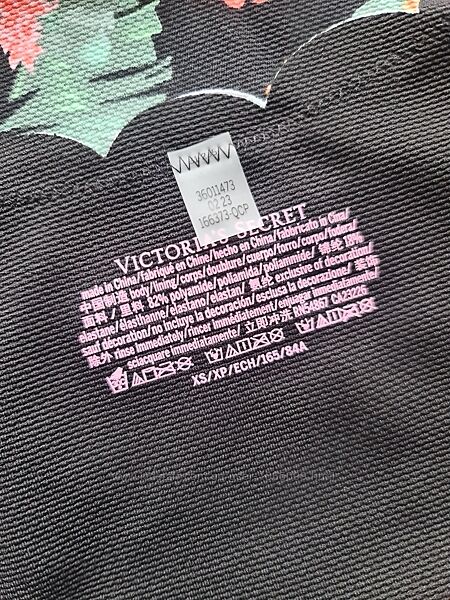 36011473
02 23
166373-QCP
VICTORIA'S SECRET
made in China/fabriqué en Chine/hecho en China/fabbricato in Cina/
中国制造 body/lining/corps/doublure/cuerpo/forro/corpo/fodera/
面料／里料 82% polyamide/polyamide/poliamida/poliammide/ 锦纶 18%
elastane/élasthanne/elastano/elastan/ 氨纶 exclusive of decoration/
sauf décoration/no incluye la decoración/esclusa la decorazione/ 装饰
除外 rinse immediately/rincer immédiatement/enjuagar inmediatamente/
sciacquare immediatamente/ 立即冲洗 RN54867 CA23226
XS/XP/ECH/165/84A